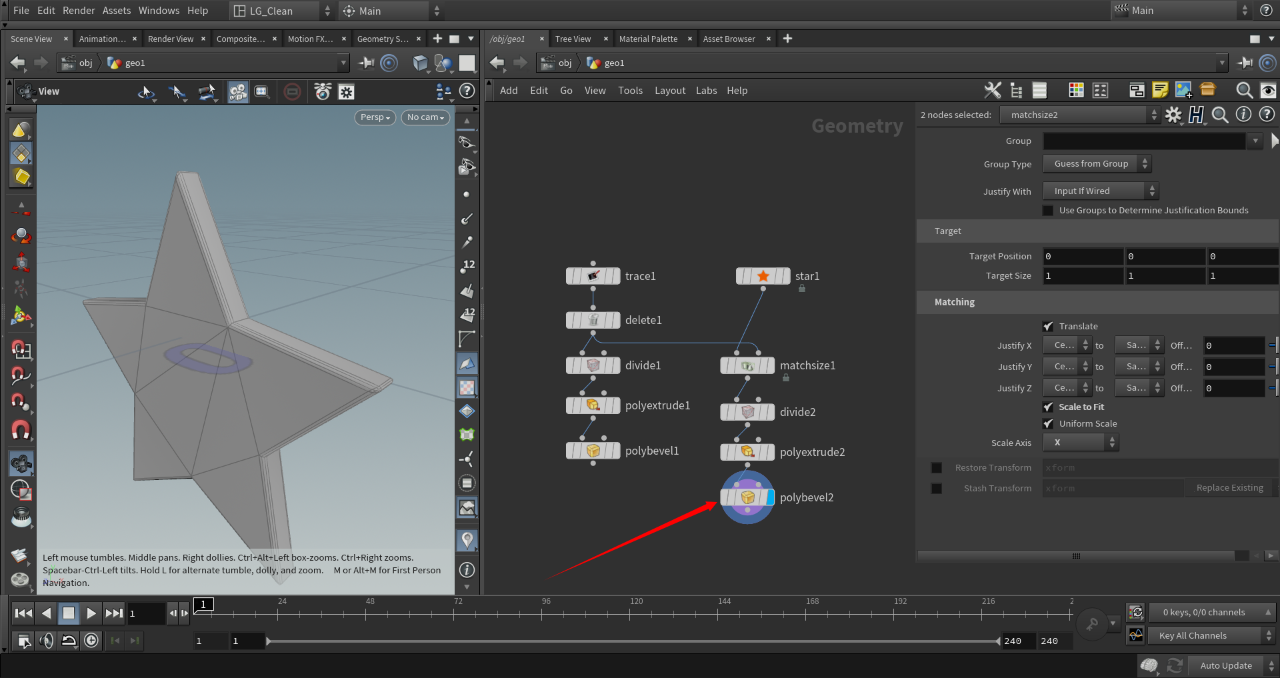 File Edit Render Assets Windows Help LG_Clean Main Main
Scene View Animation... Render View Composite... Motion FX... Geometry S...
/obj/geo1 Tree View Material Palette Asset Browser
obj geo1
obj geo1
View
Add Edit Go View Tools Layout Labs Help
Persp No cam
Geometry
2 nodes selected: matchsize2
Group
Group Type Guess from Group
Justify With Input If Wired
Use Groups to Determine Justification Bounds
Target
Target Position 0 0 0
Target Size 1 1 1
Matching
Translate
Justify X Ce... to Sa... Off... 0
Justify Y Ce... to Sa... Off... 0
Justify Z Ce... to Sa... Off... 0
Scale to Fit
Uniform Scale
Scale Axis X
Restore Transform xform
Stash Transform xform Replace Existing
trace1
star1
delete1
divide1
matchsize1
polyextrude1
divide2
polybevel1
polyextrude2
polybevel2
12
12
Left mouse tumbles. Middle pans. Right dollies. Ctrl+Alt+Left box-zooms. Ctrl+Right zooms.
Spacebar-Ctrl-Left tilts. Hold L for alternate tumble, dolly, and zoom. M or Alt+M for First Person
Navigation.
1 1 24 48 72 96 120 144 168 192 216 2
0 keys, 0/0 channels
1 1 240 240
Key All Channels
Auto Update